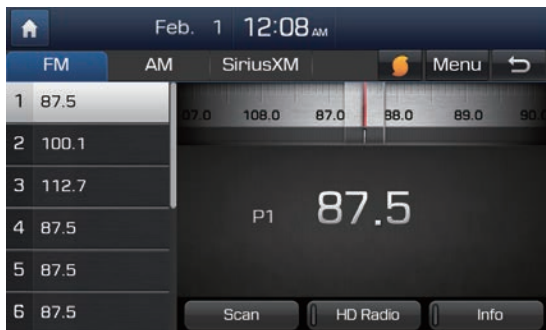 Feb. 1 12:08 AM
FM AM SiriusXM Menu
1 87.5
2 100.1
3 112.7
4 87.5
5 87.5
6 87.5
07.0 108.0 87.0 88.0 89.0 90.0
P1 87.5
Scan HD Radio Info